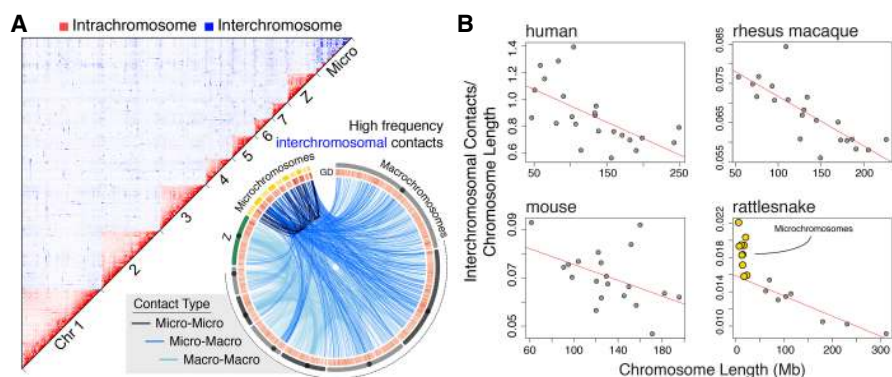 A
Intrachromosome
Interchromosome
Chr 1
2
3
4
5
6
7
Z
Micro
High frequency
interchromosomal
contacts
Microchromosomes
GD
Macrochromosomes
Z
Contact Type
Micro-Micro
Micro-Macro
Macro-Macro
B
Interchromosomal Contacts/
Chromosome Length
human
1.4
1.2
1.0
0.8
0.6
50
100
150
200
250
rhesus macaque
0.085
0.075
0.065
0.055
50
100
150
200
mouse
0.09
0.07
0.05
60
100
140
180
rattlesnake
0.022
0.018
0.014
0.010
Microchromosomes
0
100
200
300
Chromosome Length (Mb)